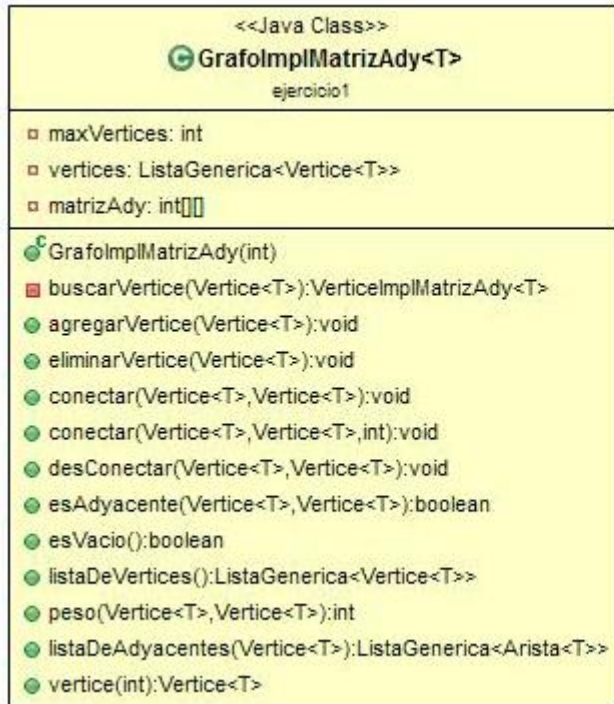 <<Java Class>>
GrafoImplMatrizAdy<T>
ejercicio1
maxVertices: int
vertices: ListaGenerica<Vertice<T>>
matrizAdy: int[][]
GrafoImplMatrizAdy(int)
buscarVertice(Vertice<T>):VerticeImplMatrizAdy<T>
agregarVertice(Vertice<T>):void
eliminarVertice(Vertice<T>):void
conectar(Vertice<T>,Vertice<T>):void
conectar(Vertice<T>,Vertice<T>,int):void
desConectar(Vertice<T>,Vertice<T>):void
esAdyacente(Vertice<T>,Vertice<T>):boolean
esVacio():boolean
listaDeVertices():ListaGenerica<Vertice<T>>
peso(Vertice<T>,Vertice<T>):int
listaDeAdyacentes(Vertice<T>):ListaGenerica<Arista<T>>
vertice(int):Vertice<T>